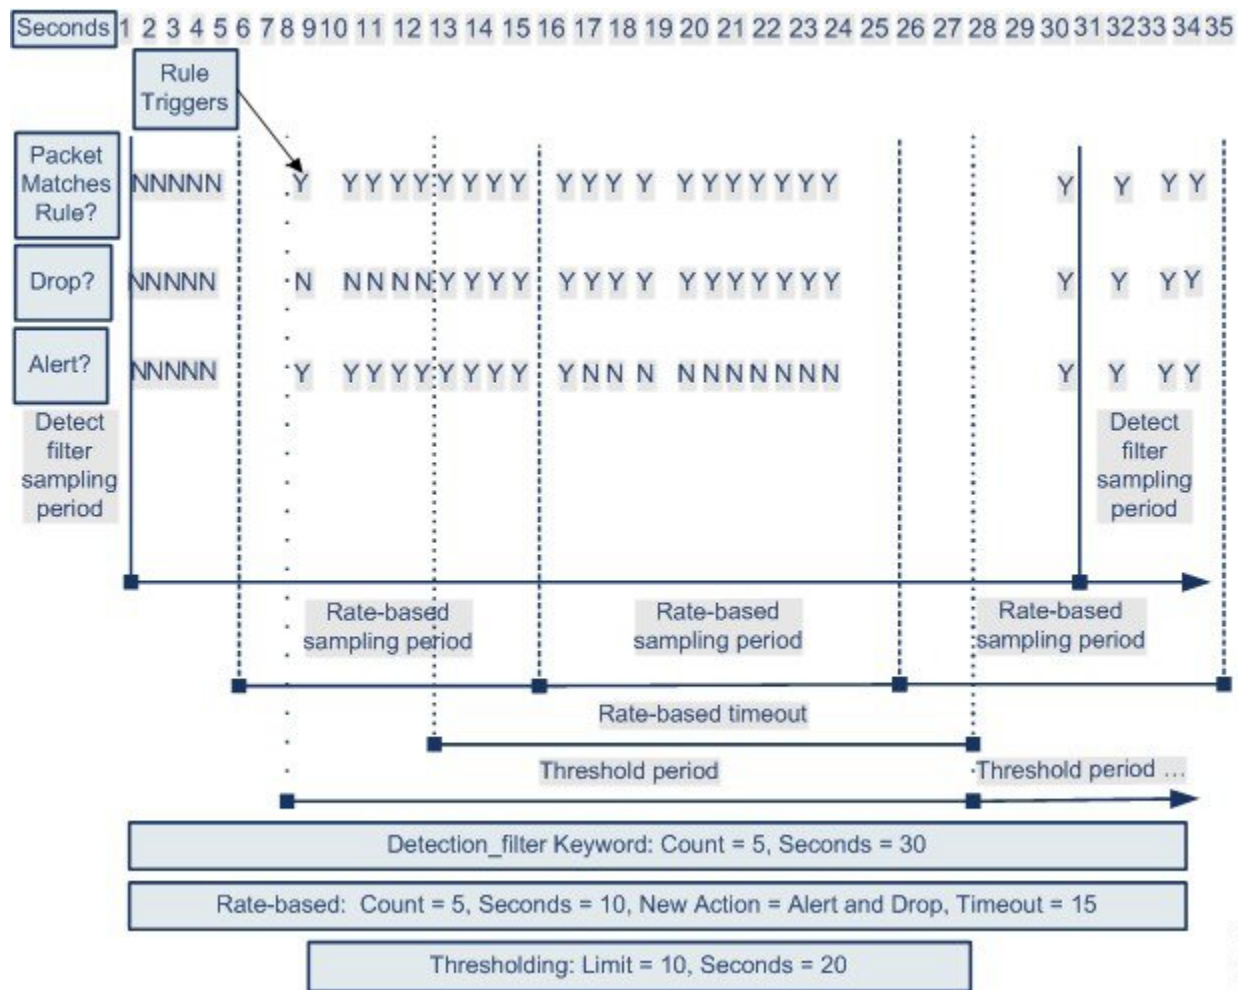 Seconds 1 2 3 4 5 6 7 8 9 10 11 12 13 14 15 16 17 18 19 20 21 22 23 24 25 26 27 28 29 30 31 32 33 34 35
Rule
Triggers
Packet
Matches
Rule?
NNNNN Y YYYYYYYY YYYY YYYYYYY Y Y YY
Drop?
NNNNN N NNNNYYYY YYYY YYYYYYY Y Y YY
Alert?
NNNNN Y YYYYYYYY YNNN NNNNNNN Y Y YY
Detect
filter
sampling
period
Detect
filter
sampling
period
Rate-based
sampling period
Rate-based
sampling period
Rate-based
sampling period
Rate-based timeout
Threshold period
Threshold period ...
Detection_filter Keyword: Count = 5, Seconds = 30
Rate-based: Count = 5, Seconds = 10, New Action = Alert and Drop, Timeout = 15
Thresholding: Limit = 10, Seconds = 20